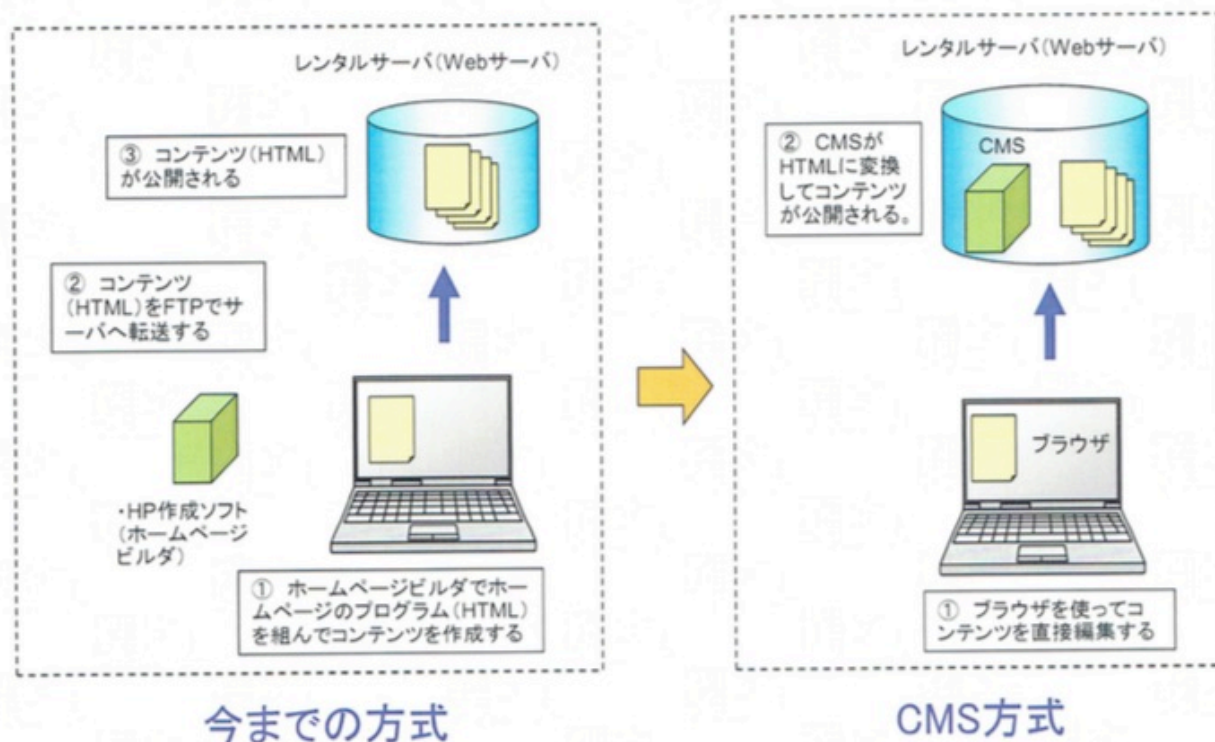 レンタルサーバ(Webサーバ)
③ コンテンツ(HTML)
が公開される
② コンテンツ
(HTML)をFTPでサ
ーバへ転送する
・HP作成ソフト
(ホームページ
ビルダ)
① ホームページビルダでホ
ームページのプログラム(HTML)
を組んでコンテンツを作成する
今までの方式
レンタルサーバ(Webサーバ)
② CMSが
HTMLに変換
してコンテンツ
が公開される。
CMS
ブラウザ
① ブラウザを使ってコ
ンテンツを直接編集する
CMS方式